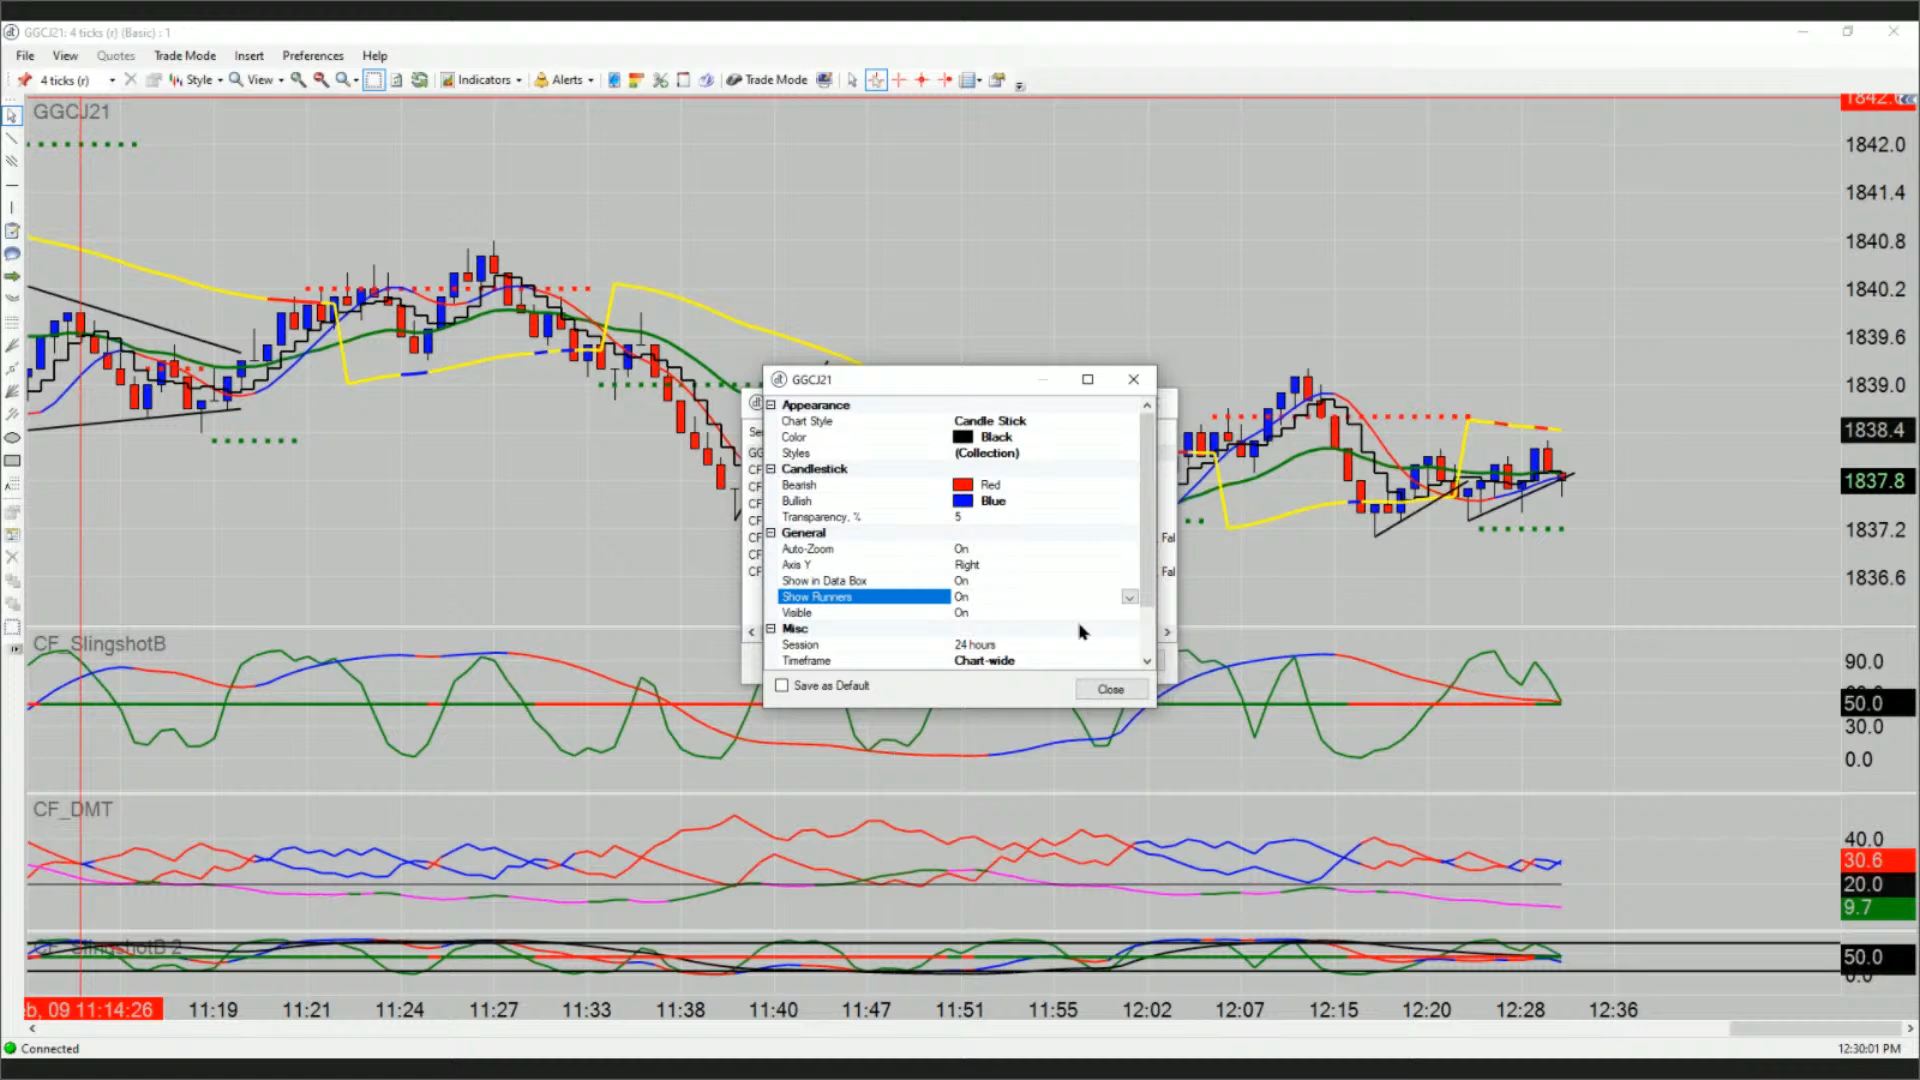 GGCJ21: 4 ticks (r) (Basic) : 1
File View Quotes Trade Mode Insert Preferences Help
4 ticks (r) Style View Indicators Alerts Trade Mode
GGCJ21
1842.0
1841.4
1840.8
1840.2
1839.6
1839.0
1838.4
1837.8
1837.2
1836.6
GGCJ21
Appearance
Chart Style Candle Stick
Color Black
Styles (Collection)
Candlestick
Bearish Red
Bullish Blue
Transparency, % 5
General
Auto-Zoom On
Axis Y Right
Show in Data Box On
Show Runners On
Visible On
Misc
Session 24 hours
Timeframe Chart-wide
Save as Default Close
CF_SlingshotB
90.0
50.0
30.0
0.0
CF_DMT
40.0
30.6
20.0
9.7
CF_SlingshotB 2
50.0
b, 09 11:14:26 11:19 11:21 11:24 11:27 11:33 11:38 11:40 11:47 11:51 11:55 12:02 12:07 12:15 12:20 12:28 12:36
Connected 12:30:01 PM